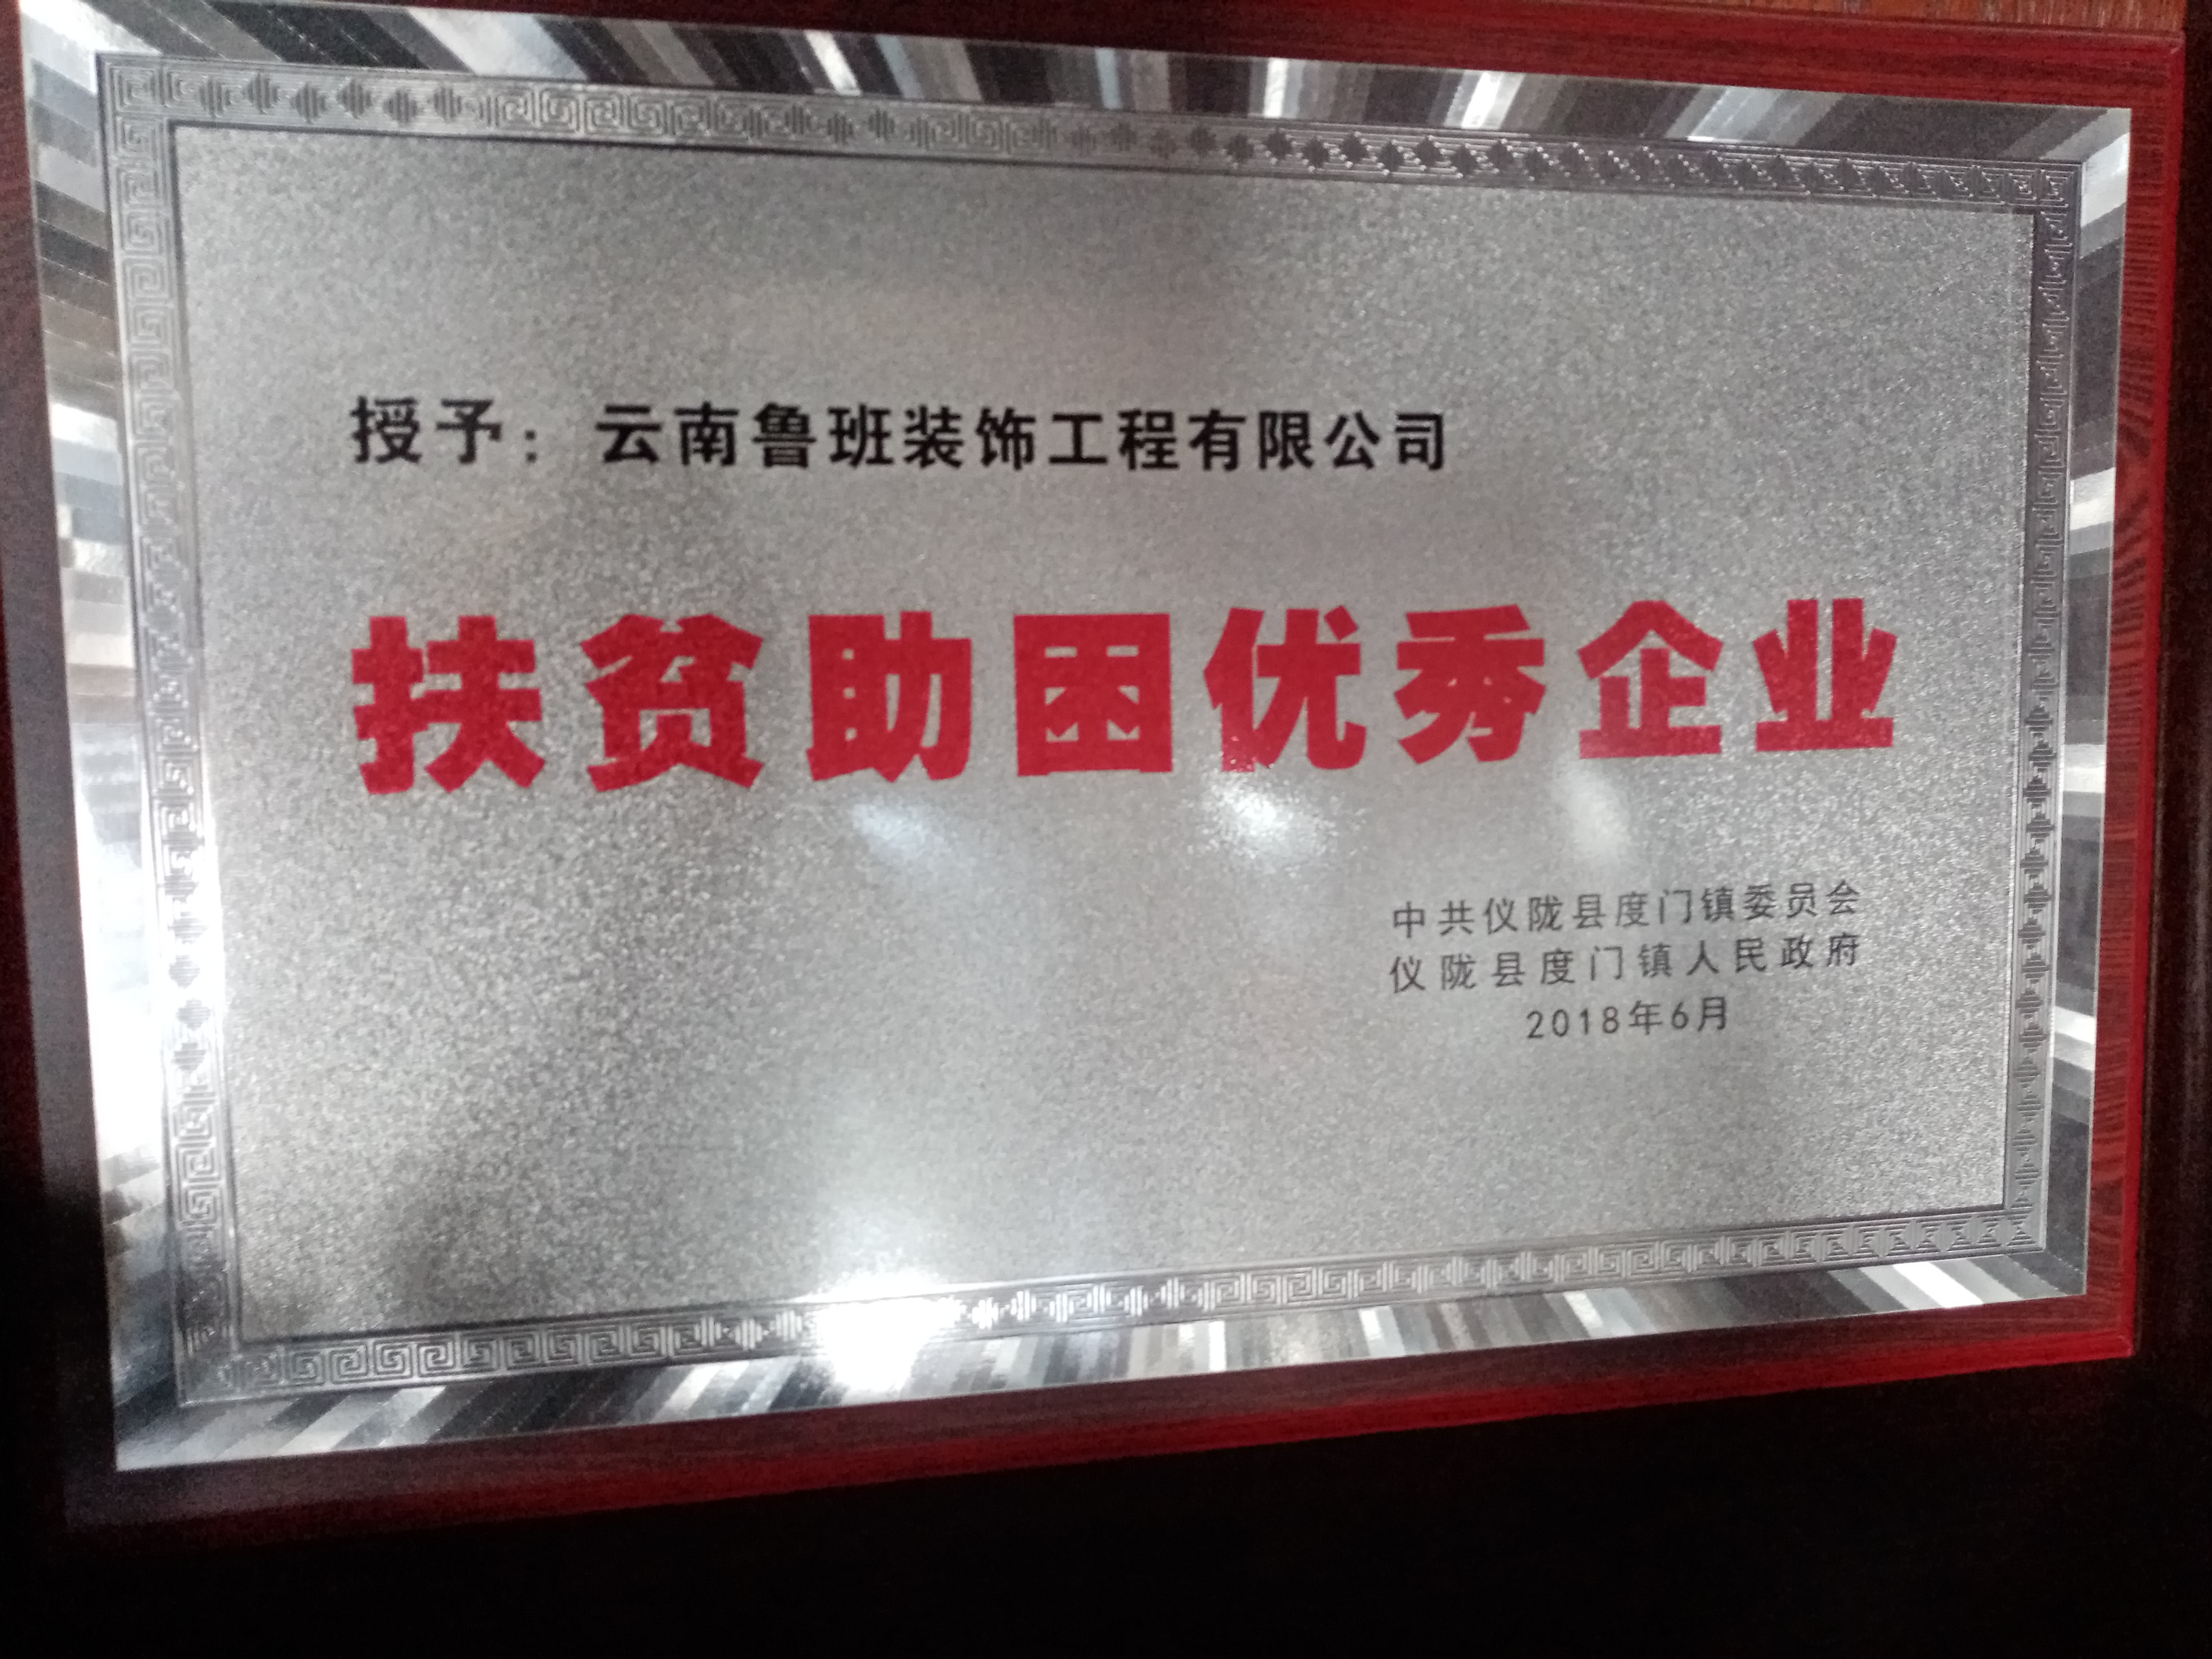 授予：云南鲁班装饰工程有限公司
扶贫助困优秀企业
中共仪陇县度门镇委员会
仪陇县度门镇人民政府
2018年6月